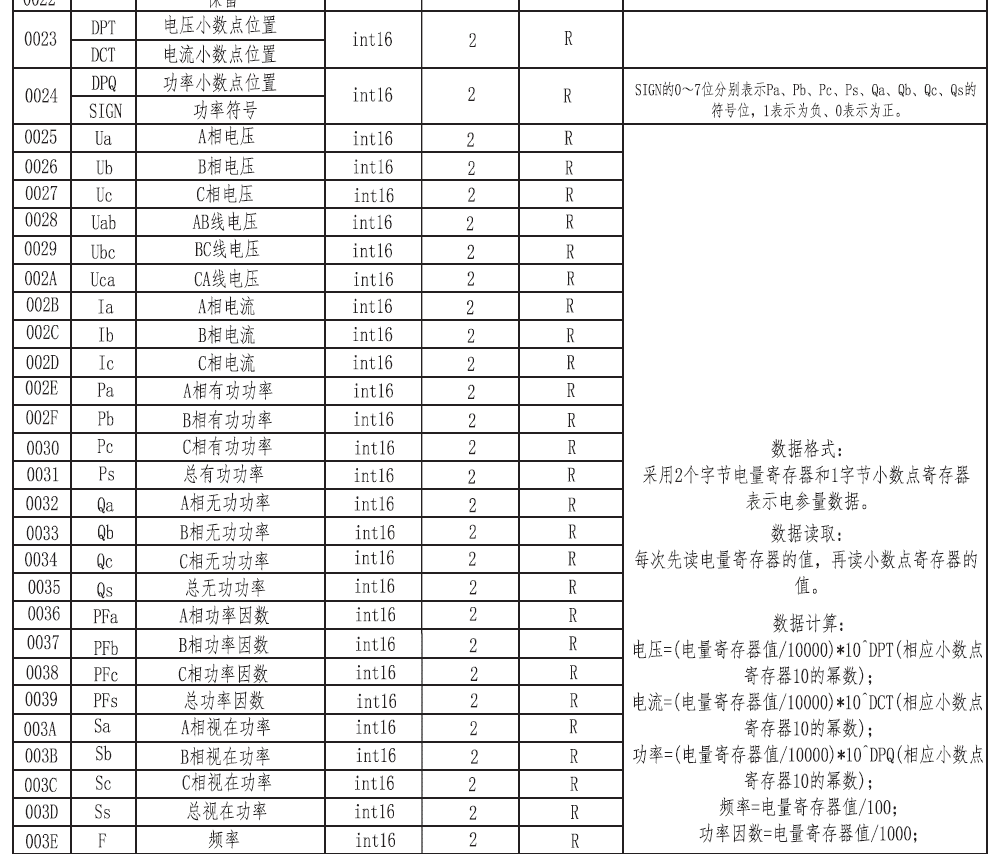 0022 保留
0023 DPT 电压小数点位置 int16 2 R
DCT 电流小数点位置
0024 DPQ 功率小数点位置 int16 2 R SIGN的0～7位分别表示Pa、Pb、Pc、Ps、Qa、Qb、Qc、Qs的
SIGN 功率符号 符号位，1表示为负、0表示为正。
0025 Ua A相电压 int16 2 R
0026 Ub B相电压 int16 2 R
0027 Uc C相电压 int16 2 R
0028 Uab AB线电压 int16 2 R
0029 Ubc BC线电压 int16 2 R
002A Uca CA线电压 int16 2 R
002B Ia A相电流 int16 2 R
002C Ib B相电流 int16 2 R
002D Ic C相电流 int16 2 R
002E Pa A相有功功率 int16 2 R
002F Pb B相有功功率 int16 2 R
0030 Pc C相有功功率 int16 2 R
0031 Ps 总有功功率 int16 2 R
0032 Qa A相无功功率 int16 2 R
0033 Qb B相无功功率 int16 2 R
0034 Qc C相无功功率 int16 2 R
0035 Qs 总无功功率 int16 2 R
0036 PFa A相功率因数 int16 2 R
0037 PFb B相功率因数 int16 2 R
0038 PFc C相功率因数 int16 2 R
0039 PFs 总功率因数 int16 2 R
003A Sa A相视在功率 int16 2 R
003B Sb B相视在功率 int16 2 R
003C Sc C相视在功率 int16 2 R
003D Ss 总视在功率 int16 2 R
003E F 频率 int16 2 R
数据格式：
采用2个字节电量寄存器和1字节小数点寄存器
表示电参量数据。
数据读取：
每次先读电量寄存器的值，再读小数点寄存器的
值。
数据计算：
电压=(电量寄存器值/10000)*10^DPT(相应小数点
寄存器10的幂数)；
电流=(电量寄存器值/10000)*10^DCT(相应小数点
寄存器10的幂数)；
功率=(电量寄存器值/10000)*10^DPQ(相应小数点
寄存器10的幂数)；
频率=电量寄存器值/100；
功率因数=电量寄存器值/1000；